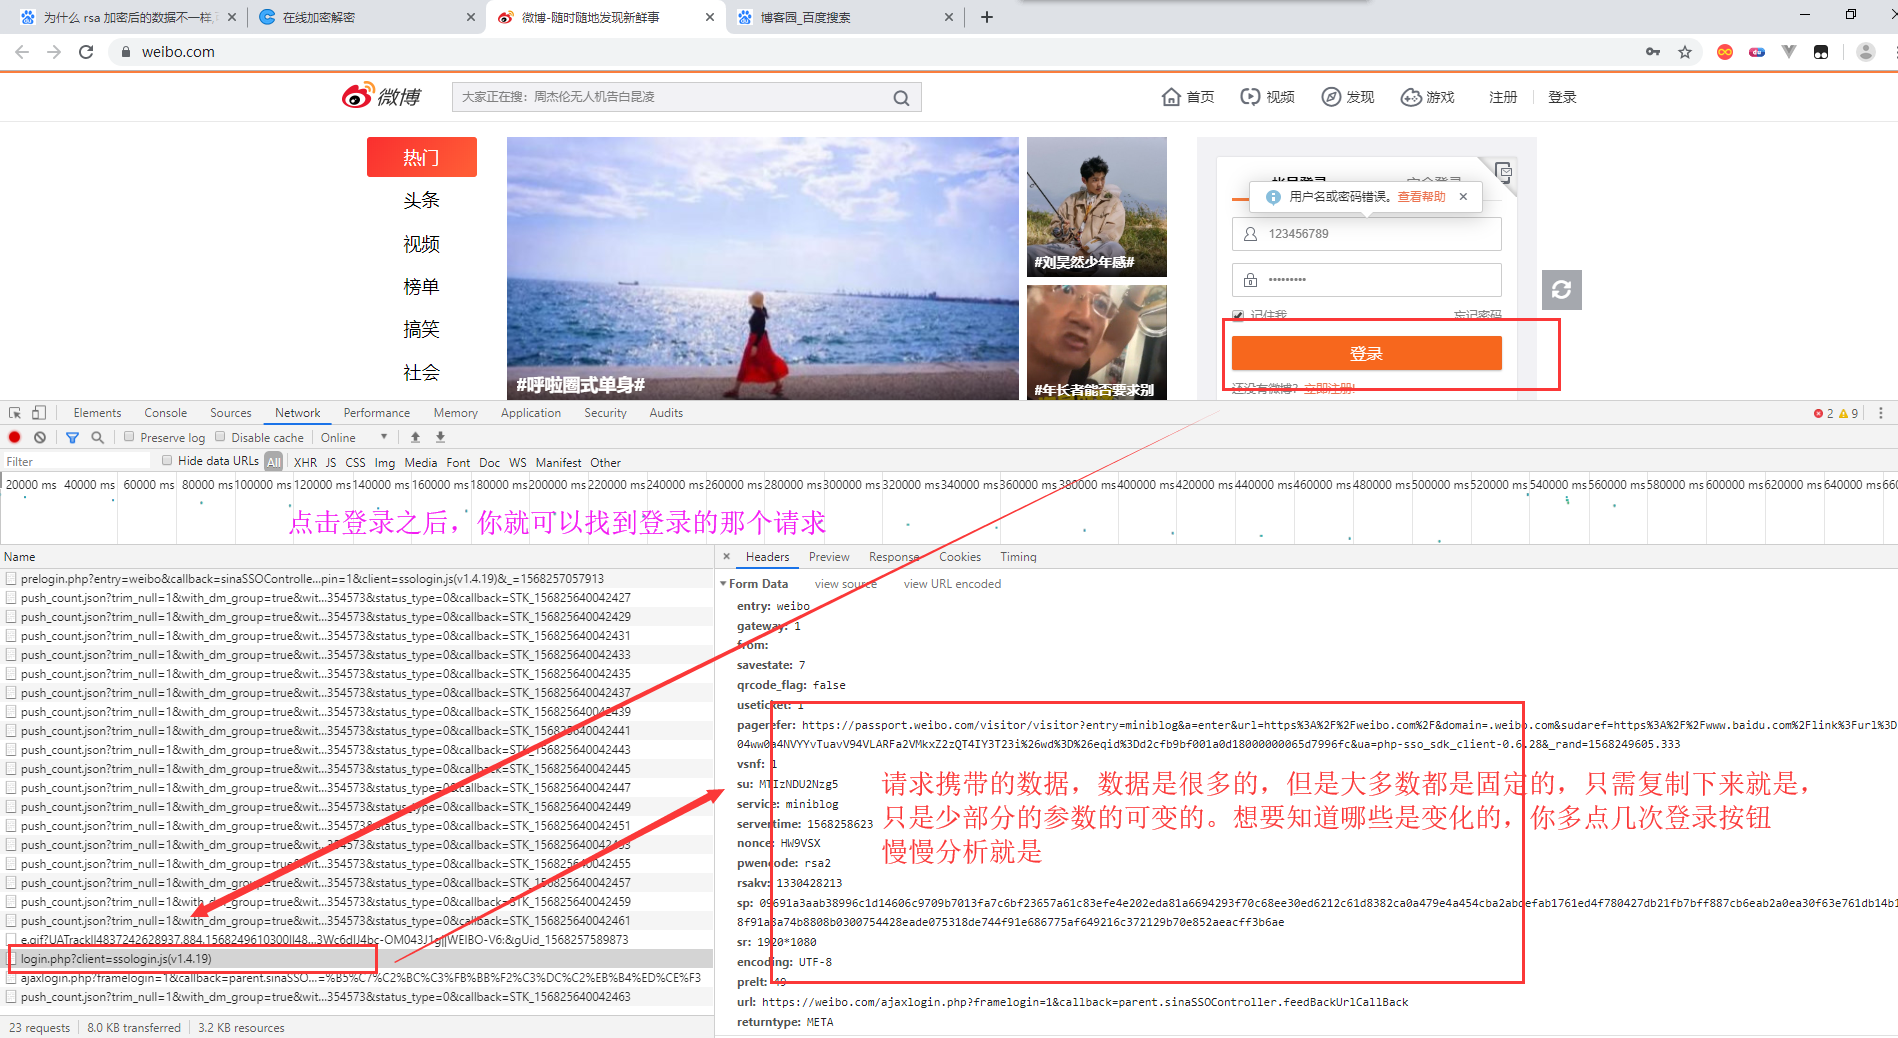 为什么 rsa 加密后的数据不一样,
在线加密解密
微博-随时随地发现新鲜事
博客园_百度搜索
weibo.com
微博
大家正在搜：周杰伦无人机告白昆凌
首页
视频
发现
游戏
注册
登录
热门
头条
视频
榜单
搞笑
社会
#呼啦圈式单身#
#刘昊然少年感#
#年长者能否要求别
用户名或密码错误。查看帮助
123456789
记住我
忘记密码
登录
还没有微博？立即注册!
Elements Console Sources Network Performance Memory Application Security Audits
2 9
Preserve log Disable cache Online
Filter
Hide data URLs All XHR JS CSS Img Media Font Doc WS Manifest Other
20000 ms 40000 ms 60000 ms 80000 ms 100000 ms 120000 ms 140000 ms 160000 ms 180000 ms 200000 ms 220000 ms 240000 ms 260000 ms 280000 ms 300000 ms 320000 ms 340000 ms 360000 ms 380000 ms 400000 ms 420000 ms 440000 ms 460000 ms 480000 ms 500000 ms 520000 ms 540000 ms 560000 ms 580000 ms 600000 ms 620000 ms 640000 ms 660
点击登录之后，你就可以找到登录的那个请求
Name
prelogin.php?entry=weibo&callback=sinaSSOControlle...pin=1&client=ssologin.js(v1.4.19)&_=1568257057913
push_count.json?trim_null=1&with_dm_group=true&wit...354573&status_type=0&callback=STK_156825640042427
push_count.json?trim_null=1&with_dm_group=true&wit...354573&status_type=0&callback=STK_156825640042429
push_count.json?trim_null=1&with_dm_group=true&wit...354573&status_type=0&callback=STK_156825640042431
push_count.json?trim_null=1&with_dm_group=true&wit...354573&status_type=0&callback=STK_156825640042433
push_count.json?trim_null=1&with_dm_group=true&wit...354573&status_type=0&callback=STK_156825640042435
push_count.json?trim_null=1&with_dm_group=true&wit...354573&status_type=0&callback=STK_156825640042437
push_count.json?trim_null=1&with_dm_group=true&wit...354573&status_type=0&callback=STK_156825640042439
push_count.json?trim_null=1&with_dm_group=true&wit...354573&status_type=0&callback=STK_156825640042441
push_count.json?trim_null=1&with_dm_group=true&wit...354573&status_type=0&callback=STK_156825640042443
push_count.json?trim_null=1&with_dm_group=true&wit...354573&status_type=0&callback=STK_156825640042445
push_count.json?trim_null=1&with_dm_group=true&wit...354573&status_type=0&callback=STK_156825640042447
push_count.json?trim_null=1&with_dm_group=true&wit...354573&status_type=0&callback=STK_156825640042449
push_count.json?trim_null=1&with_dm_group=true&wit...354573&status_type=0&callback=STK_156825640042451
push_count.json?trim_null=1&with_dm_group=true&wit...354573&status_type=0&callback=STK_156825640042453
push_count.json?trim_null=1&with_dm_group=true&wit...354573&status_type=0&callback=STK_156825640042455
push_count.json?trim_null=1&with_dm_group=true&wit...354573&status_type=0&callback=STK_156825640042457
push_count.json?trim_null=1&with_dm_group=true&wit...354573&status_type=0&callback=STK_156825640042459
push_count.json?trim_null=1&with_dm_group=true&wit...354573&status_type=0&callback=STK_156825640042461
e.gif?UATrack||4837242628937.884.1568249610300||48...3Wc6dlJ4bc-OM043J1g||WEIBO-V6:&gUid_1568257589873
login.php?client=ssologin.js(v1.4.19)
ajaxlogin.php?framelogin=1&callback=parent.sinaSSO...=%B5%C7%C2%BC%C3%FB%BB%F2%C3%DC%C2%EB%B4%ED%CE%F3
push_count.json?trim_null=1&with_dm_group=true&wit...354573&status_type=0&callback=STK_156825640042463
23 requests 8.0 KB transferred 3.2 KB resources
Headers Preview Response Cookies Timing
Form Data view source view URL encoded
entry: weibo
gateway: 1
from:
savestate: 7
qrcode_flag: false
useticket: 1
pagerefer: https://passport.weibo.com/visitor/visitor?entry=miniblog&a=enter&url=https%3A%2F%2Fweibo.com%2F&domain=.weibo.com&sudaref=https%3A%2F%2Fwww.baidu.com%2Flink%3Furl%3D
04ww0a4NVYYvTuavV94VLARFa2VMkxZ2zQT4IY3T23i%26wd%3D%26eqid%3Dd2cfb9bf001a0d18000000065d7996fc&ua=php-sso_sdk_client-0.6.28&_rand=1568249605.333
vsnf: 1
su: MTIzNDU2Nzg5
service: miniblog
servertime: 1568258623
nonce: HW9VSX
pwencode: rsa2
rsakv: 1330428213
sp: 09691a3aab38996c1d14606c9709b7013fa7c6bf23657a61c83efe4e202eda81a6694293f70c68ee30ed6212c61d8382ca0a479e4a454cba2abdefab1761ed4f780427db21fb7bff887cb6eab2a0ea30f63e761db14b1
8f91a8a74b8808b0300754428eade075318de744f91e686775af649216c372129b70e852aeacff3b6ae
sr: 1920*1080
encoding: UTF-8
prelt: 49
url: https://weibo.com/ajaxlogin.php?framelogin=1&callback=parent.sinaSSOController.feedBackUrlCallBack
returntype: META
请求携带的数据，数据是很多的，但是大多数都是固定的，只需复制下来就是，
只是少部分的参数的可变的。想要知道哪些是变化的，你多点几次登录按钮
慢慢分析就是